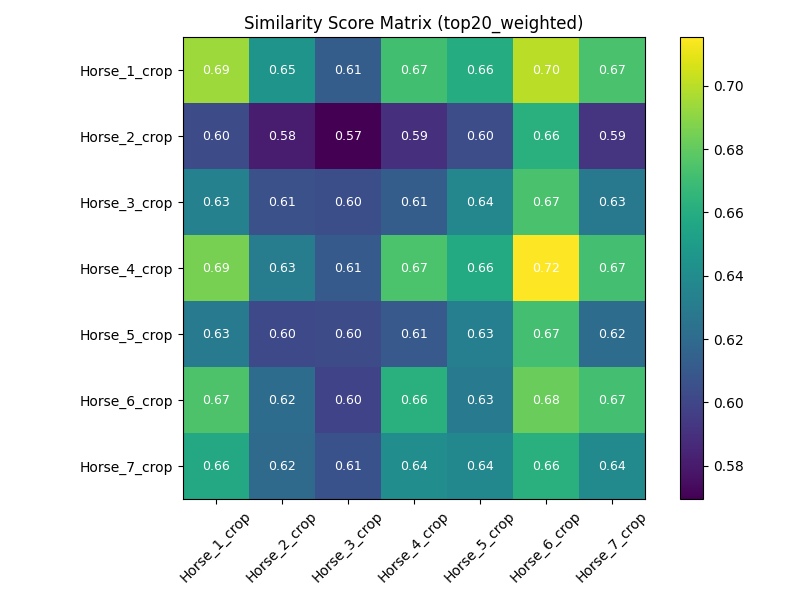 Similarity Score Matrix (top20_weighted)
Horse_1_crop 0.69 0.65 0.61 0.67 0.66 0.70 0.67
Horse_2_crop 0.60 0.58 0.57 0.59 0.60 0.66 0.59
Horse_3_crop 0.63 0.61 0.60 0.61 0.64 0.67 0.63
Horse_4_crop 0.69 0.63 0.61 0.67 0.66 0.72 0.67
Horse_5_crop 0.63 0.60 0.60 0.61 0.63 0.67 0.62
Horse_6_crop 0.67 0.62 0.60 0.66 0.63 0.68 0.67
Horse_7_crop 0.66 0.62 0.61 0.64 0.64 0.66 0.64
Horse_1_crop Horse_2_crop Horse_3_crop Horse_4_crop Horse_5_crop Horse_6_crop Horse_7_crop
0.70
0.68
0.66
0.64
0.62
0.60
0.58